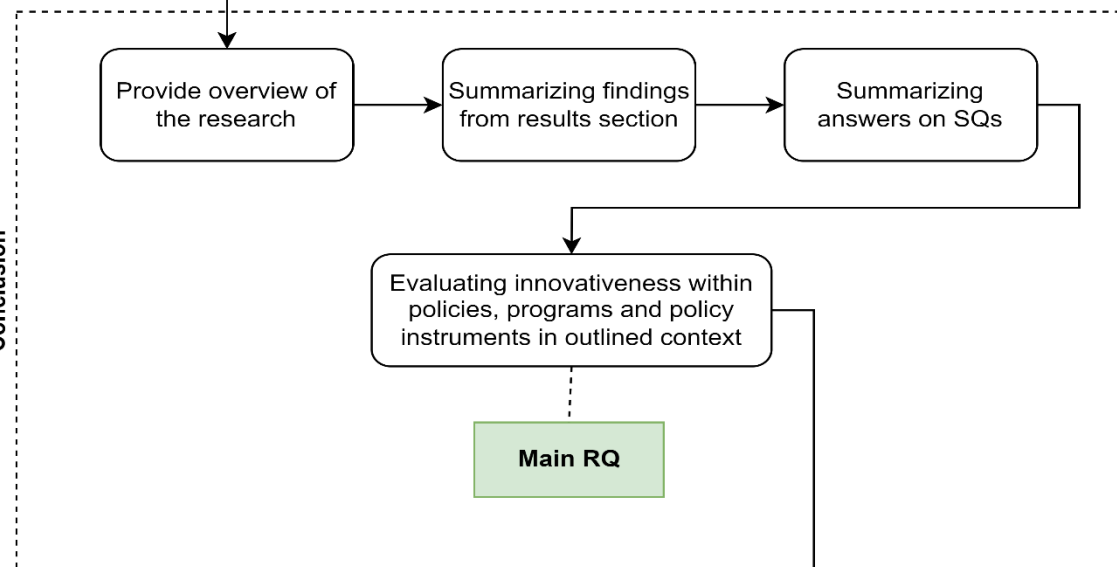 Provide overview of
the research
Summarizing findings
from results section
Summarizing
answers on SQs
Conclusion
Evaluating innovativeness within
policies, programs and policy
instruments in outlined context
Main RQ